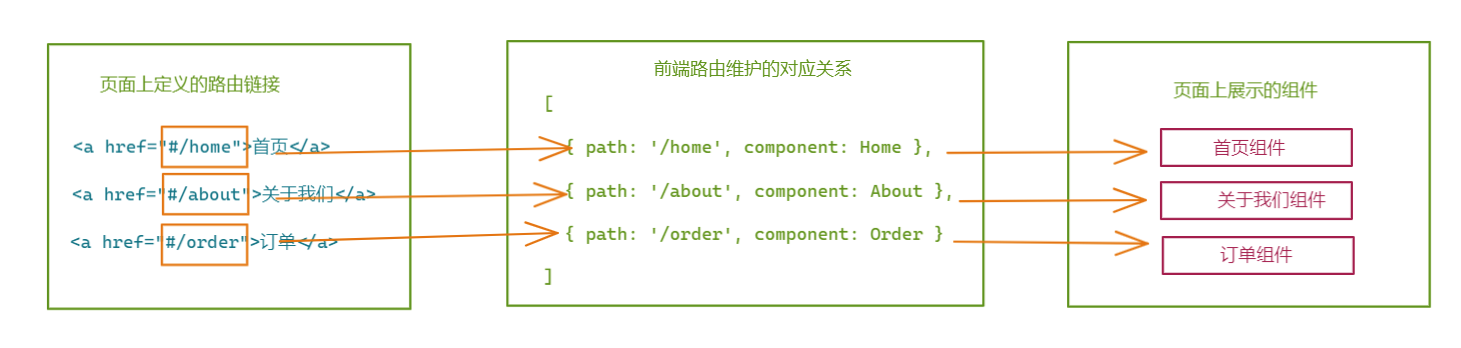 页面上定义的路由链接
<a href="#/home">首页</a>
<a href="#/about">关于我们</a>
<a href="#/order">订单</a>
前端路由维护的对应关系
[
{ path: '/home', component: Home },
{ path: '/about', component: About },
{ path: '/order', component: Order }
]
页面上展示的组件
首页组件
关于我们组件
订单组件